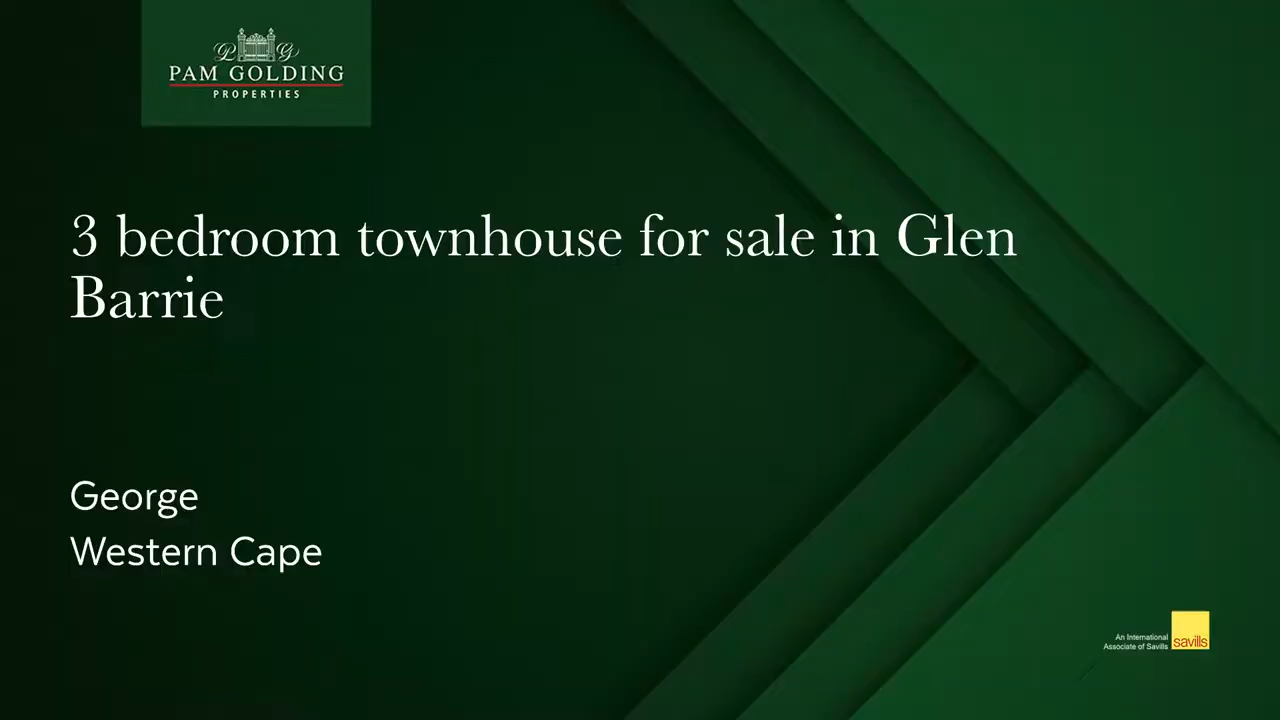 PG
PAM GOLDING
PROPERTIES
3 bedroom townhouse for sale in Glen
Barrie
George
Western Cape
An International
Associate of Savills
savills